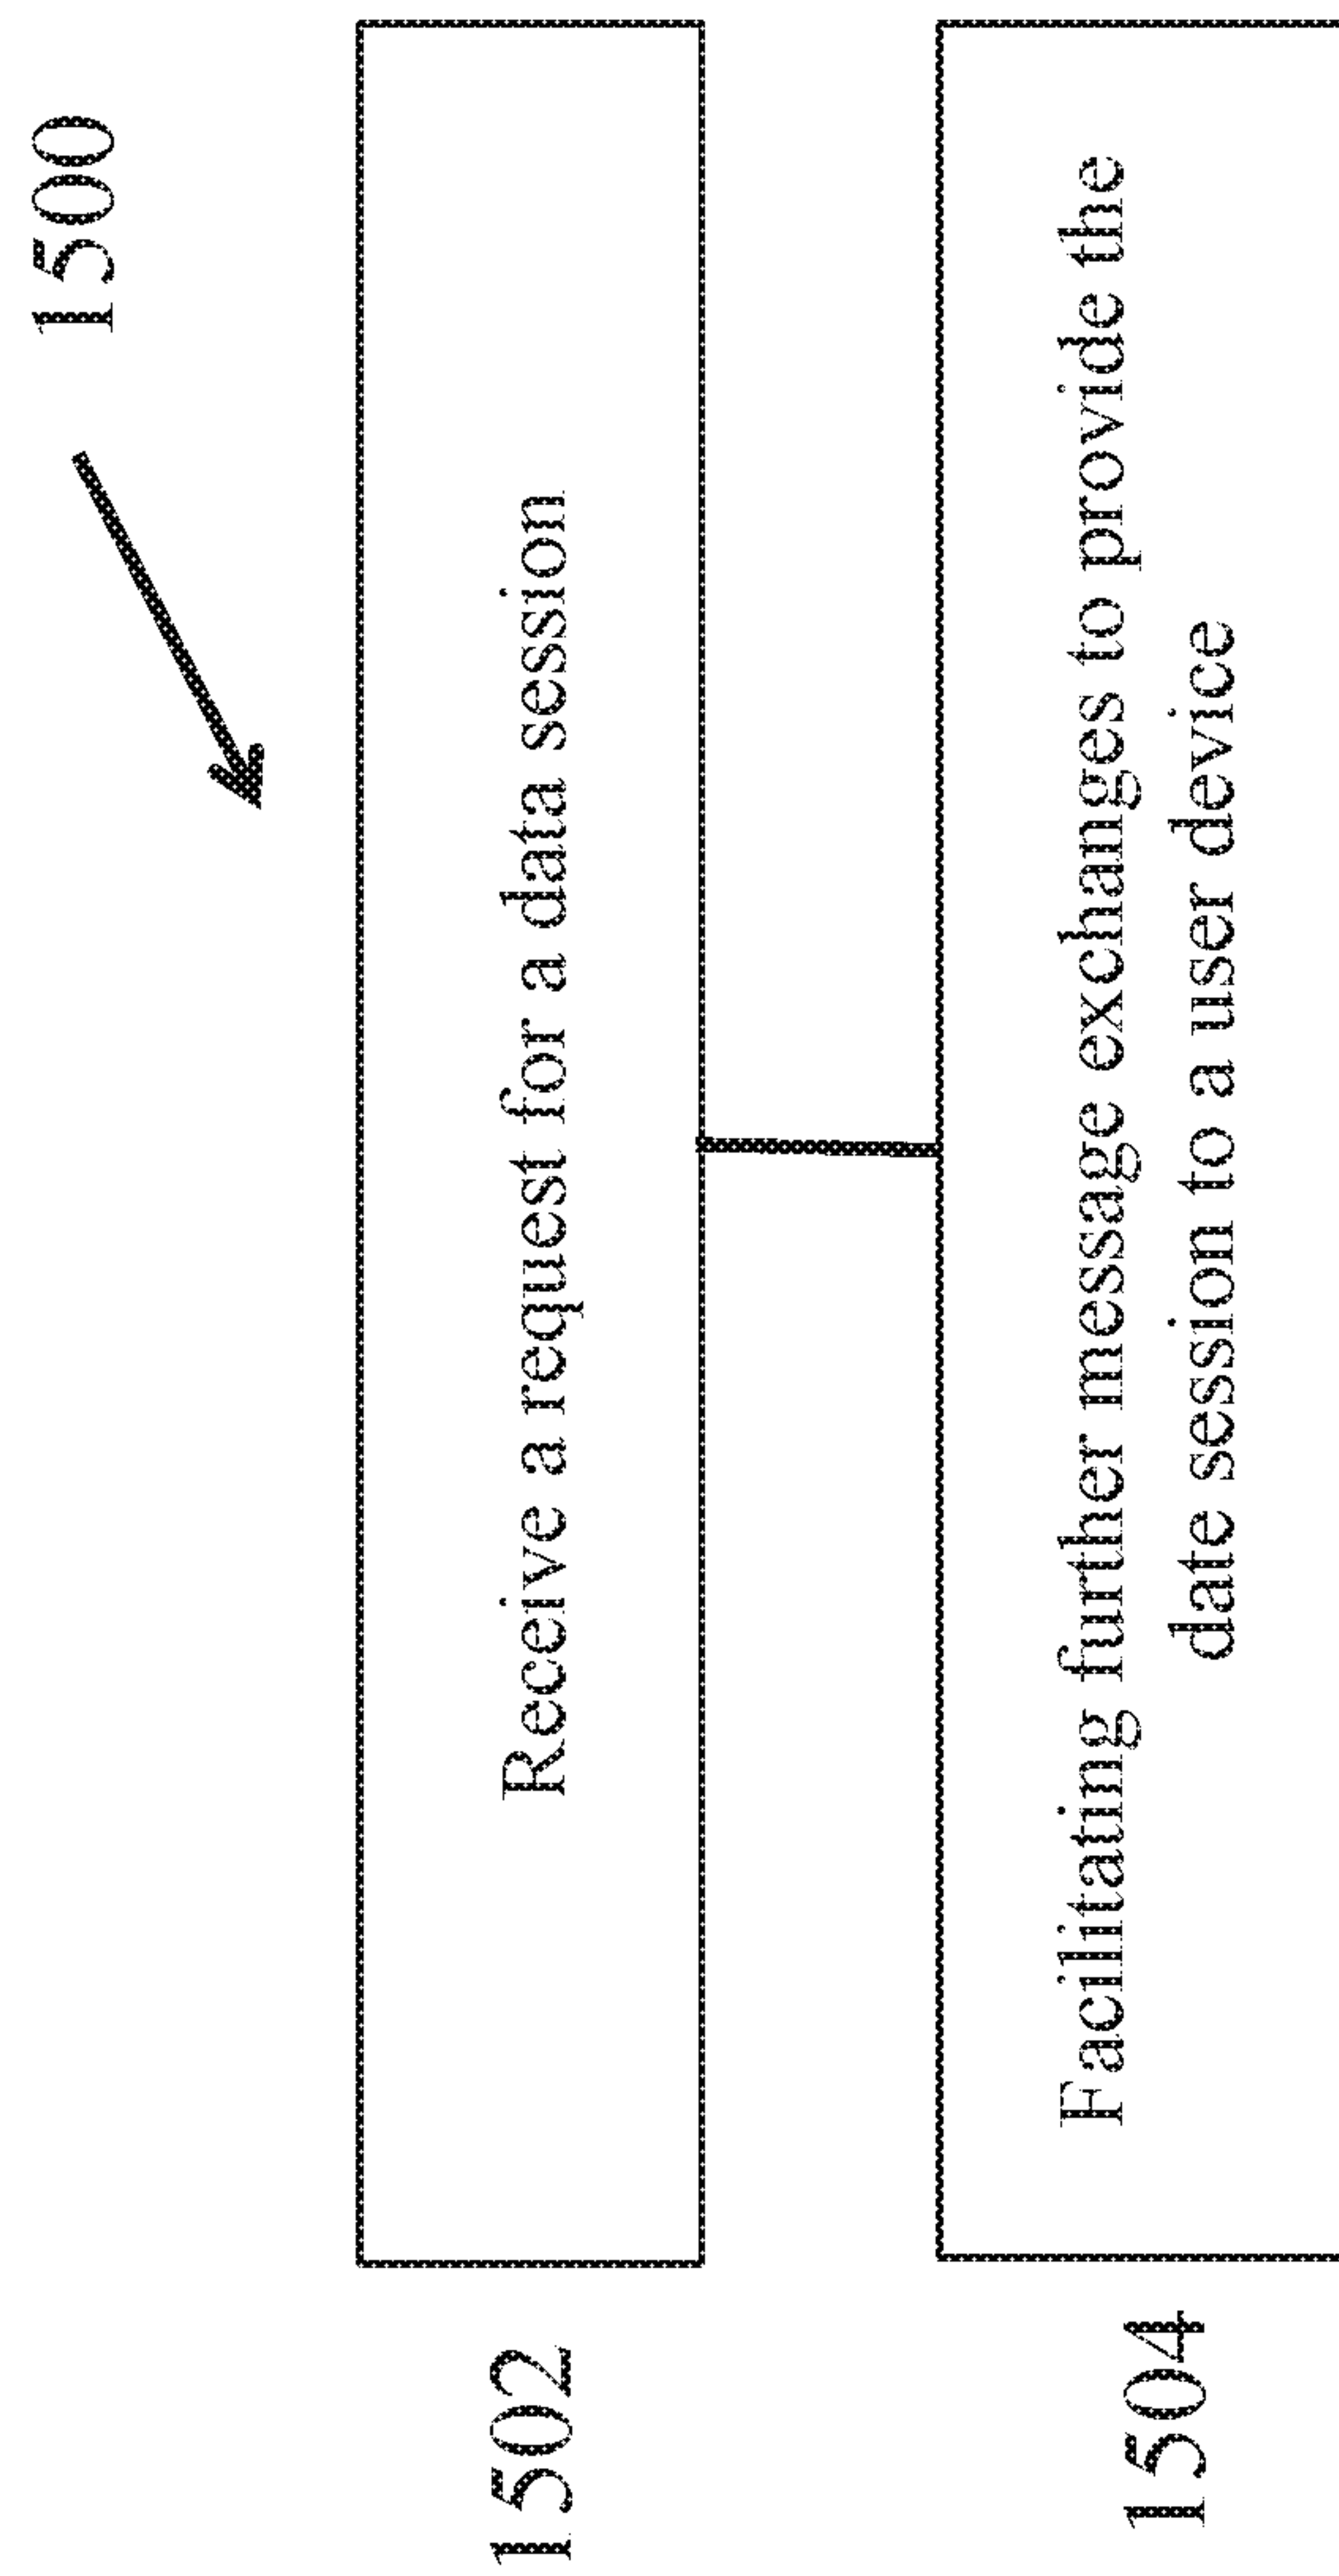 1500
1502
Receive a request for a data session
1504
Facilitating further message exchanges to provide the
date session to a user device